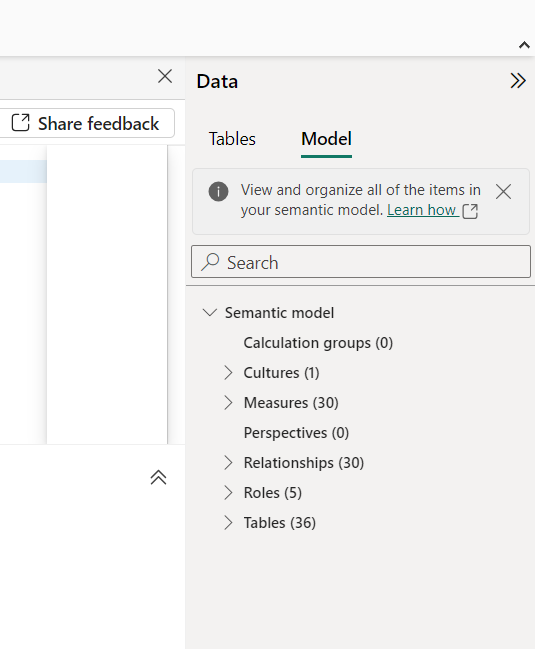 Data
Share feedback
Tables Model
View and organize all of the items in
your semantic model. Learn how
Search
Semantic model
Calculation groups (0)
Cultures (1)
Measures (30)
Perspectives (0)
Relationships (30)
Roles (5)
Tables (36)